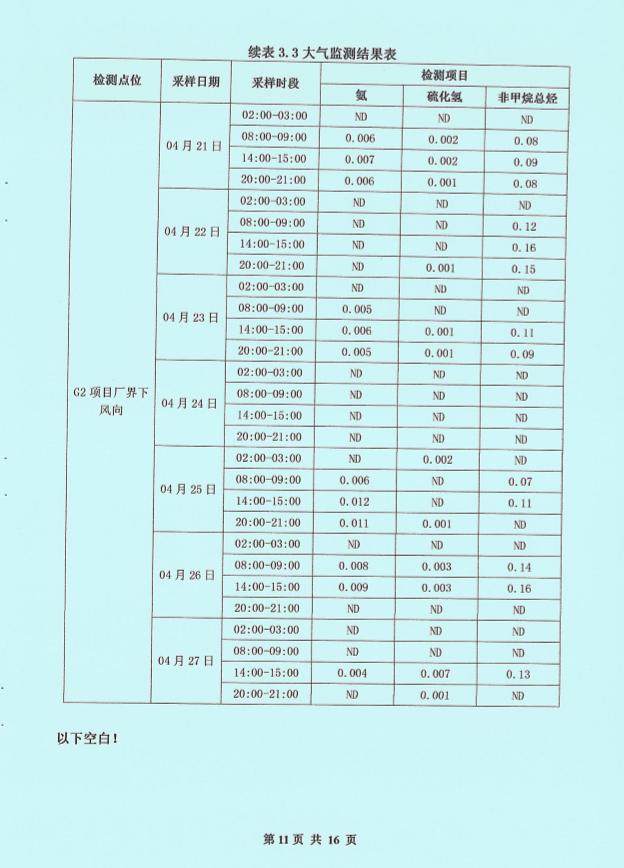 续表 3.3 大气监测结果表
检测点位 采样日期 采样时段 检测项目
氨 硫化氢 非甲烷总烃
G2 项目厂界下风向
04 月 21 日
02:00-03:00 ND ND ND
08:00-09:00 0.006 0.002 0.08
14:00-15:00 0.007 0.002 0.09
20:00-21:00 0.006 0.001 0.08
04 月 22 日
02:00-03:00 ND ND ND
08:00-09:00 ND ND 0.12
14:00-15:00 ND ND 0.16
20:00-21:00 ND 0.001 0.15
04 月 23 日
02:00-03:00 ND ND ND
08:00-09:00 0.005 ND ND
14:00-15:00 0.006 0.001 0.11
20:00-21:00 0.005 0.001 0.09
04 月 24 日
02:00-03:00 ND ND ND
08:00-09:00 ND ND ND
14:00-15:00 ND ND ND
20:00-21:00 ND ND ND
04 月 25 日
02:00-03:00 ND 0.002 ND
08:00-09:00 0.006 ND 0.07
14:00-15:00 0.012 ND 0.11
20:00-21:00 0.011 0.001 ND
04 月 26 日
02:00-03:00 ND ND ND
08:00-09:00 0.008 0.003 0.14
14:00-15:00 0.009 0.003 0.16
20:00-21:00 ND ND ND
04 月 27 日
02:00-03:00 ND ND ND
08:00-09:00 ND ND ND
14:00-15:00 0.004 0.007 0.13
20:00-21:00 ND 0.001 ND
以下空白！
第 11 页 共 16 页